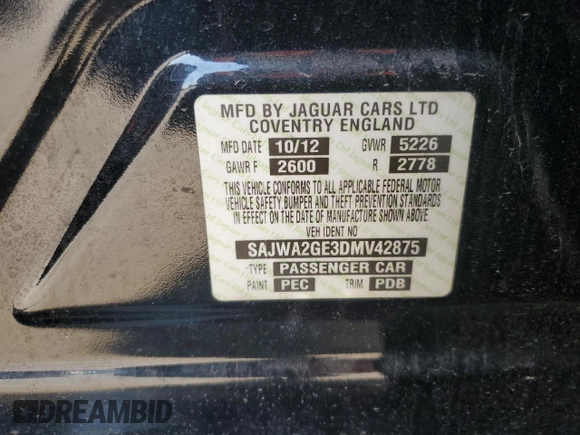 MFD BY JAGUAR CARS LTD
COVENTRY ENGLAND
MFD DATE 10/12 GVWR 5226
GAWR F 2600 R 2778
THIS VEHICLE CONFORMS TO ALL APPLICABLE FEDERAL MOTOR
VEHICLE SAFETY, BUMPER AND THEFT PREVENTION STANDARDS
IN EFFECT ON THE DATE OF MANUFACTURE SHOWN ABOVE.
VEH IDENT NO
SAJWA2GE3DMV42875
TYPE PASSENGER CAR
PAINT PEC TRIM PDB
DREAMBID